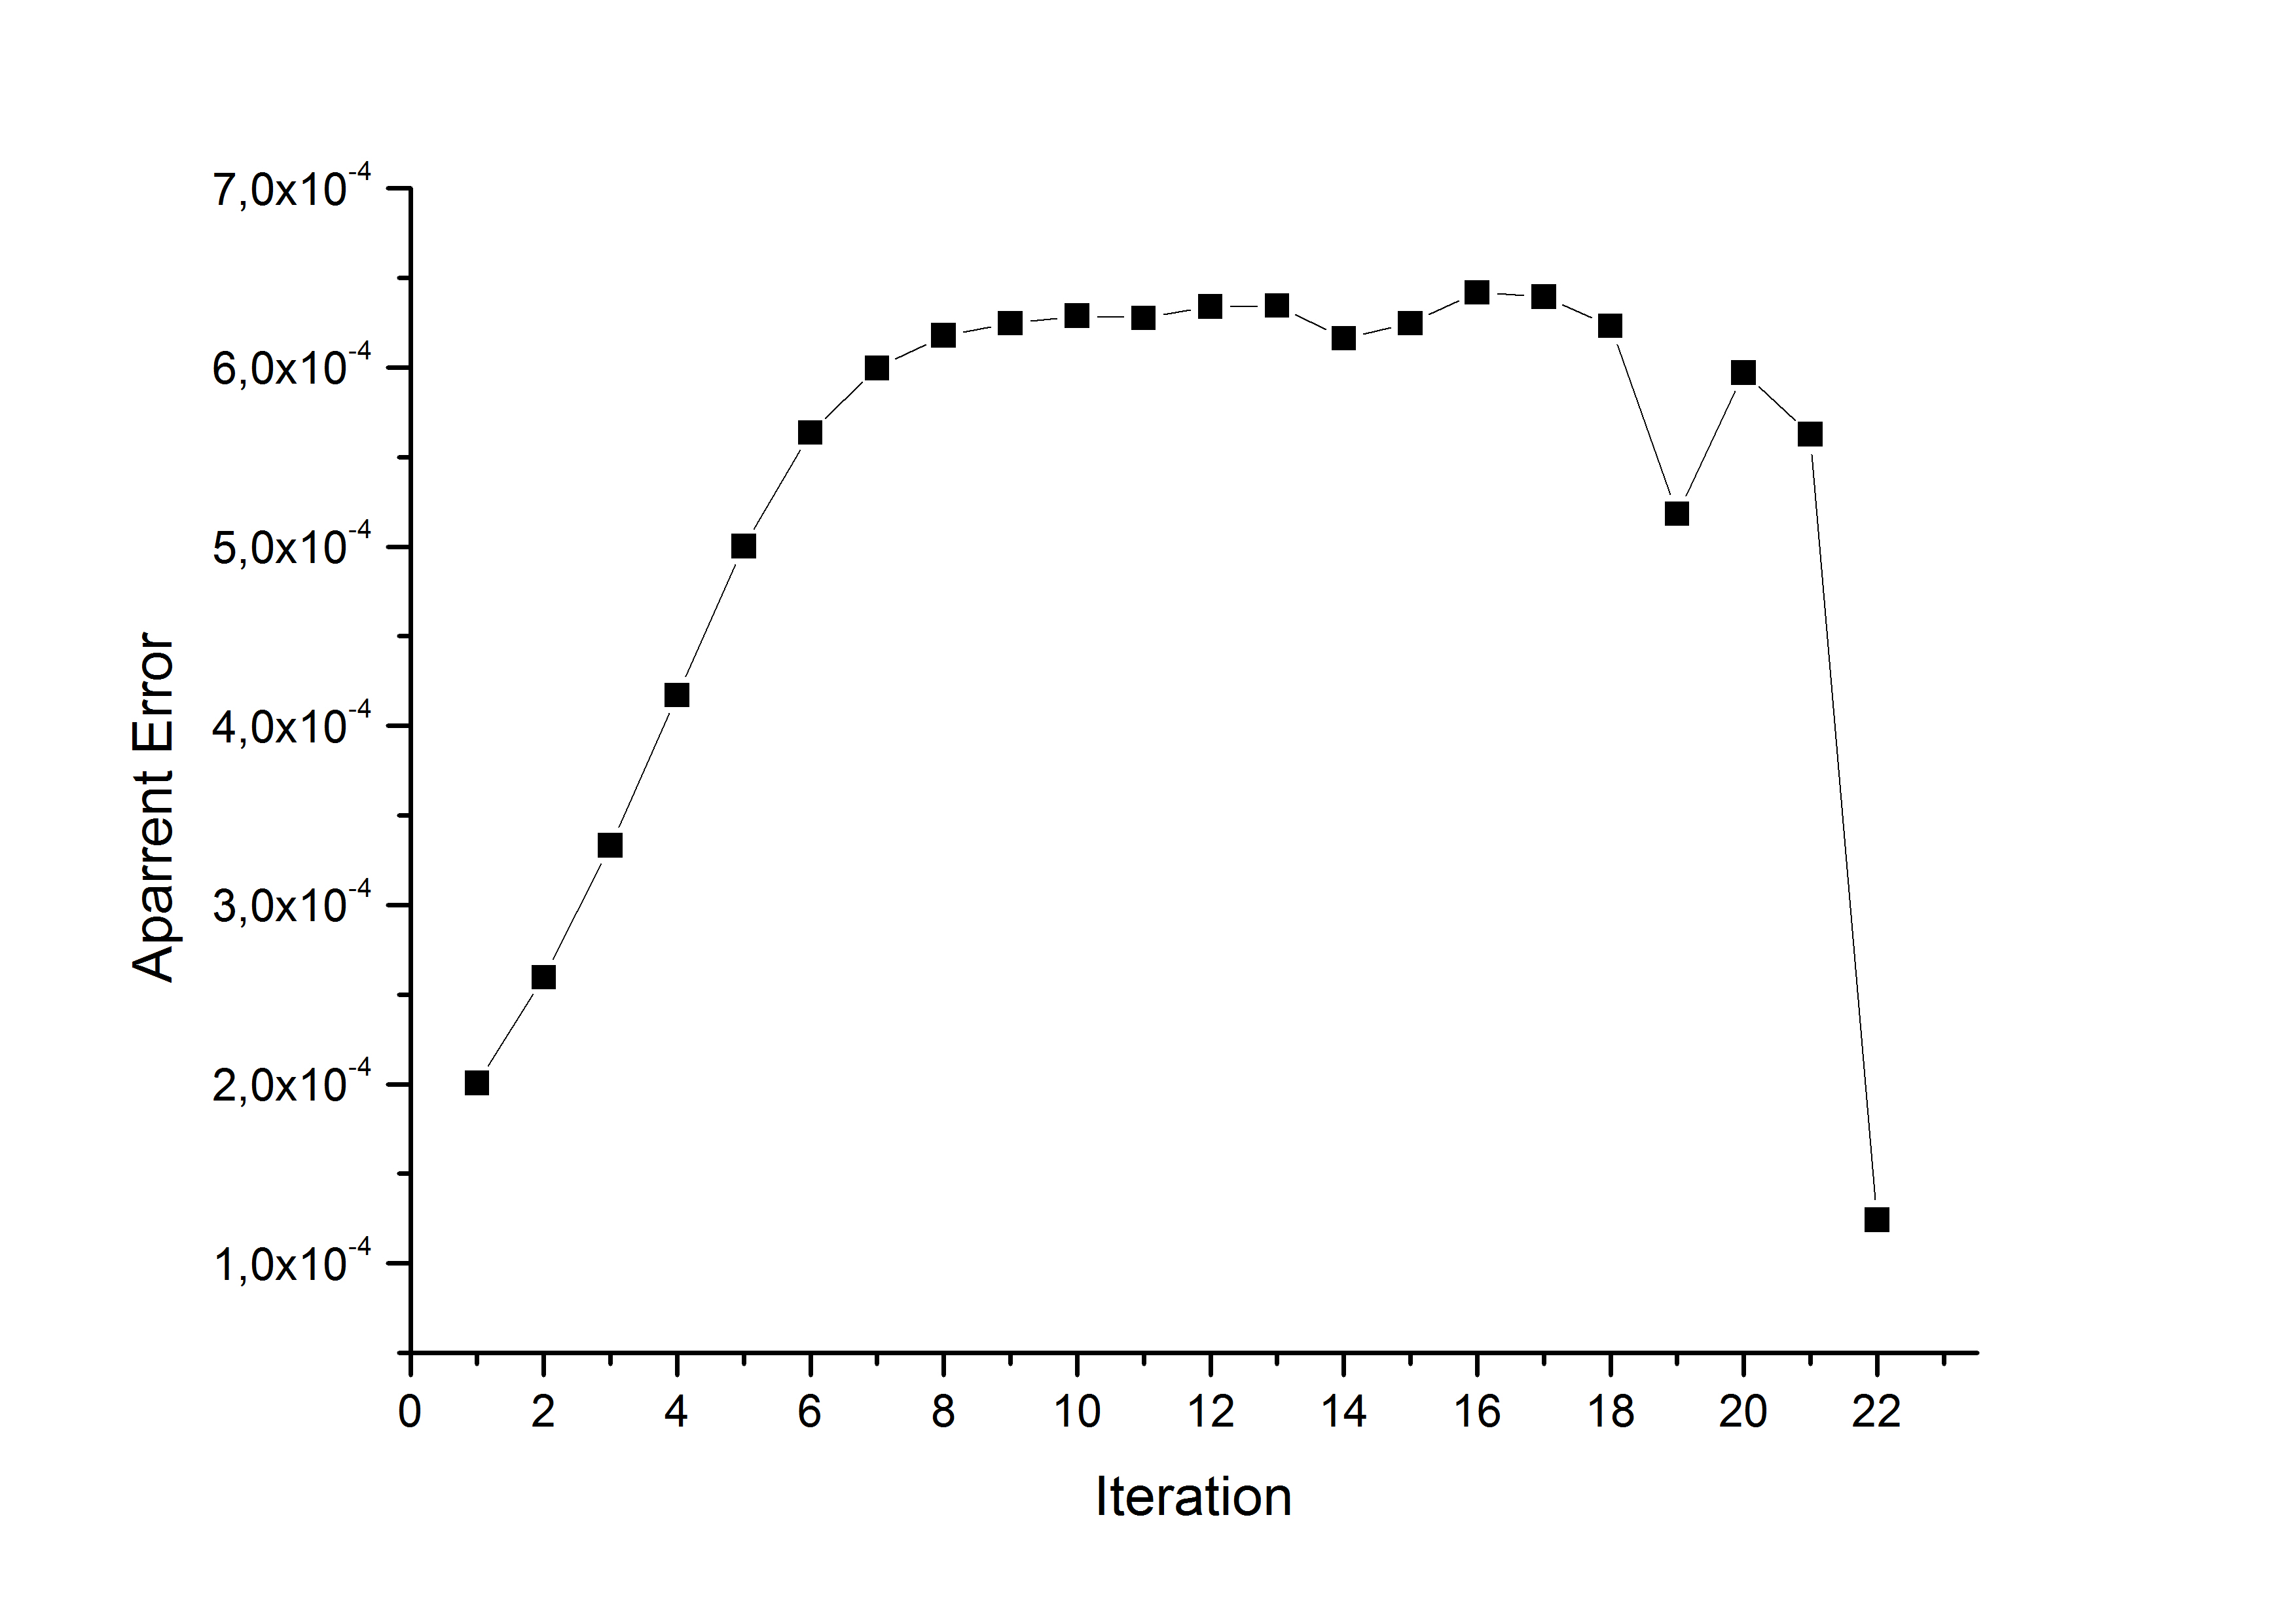 7,0x10-4
6,0x10-4
5,0x10-4
4,0x10-4
3,0x10-4
2,0x10-4
1,0x10-4
Aparrent Error
0 2 4 6 8 10 12 14 16 18 20 22
Iteration